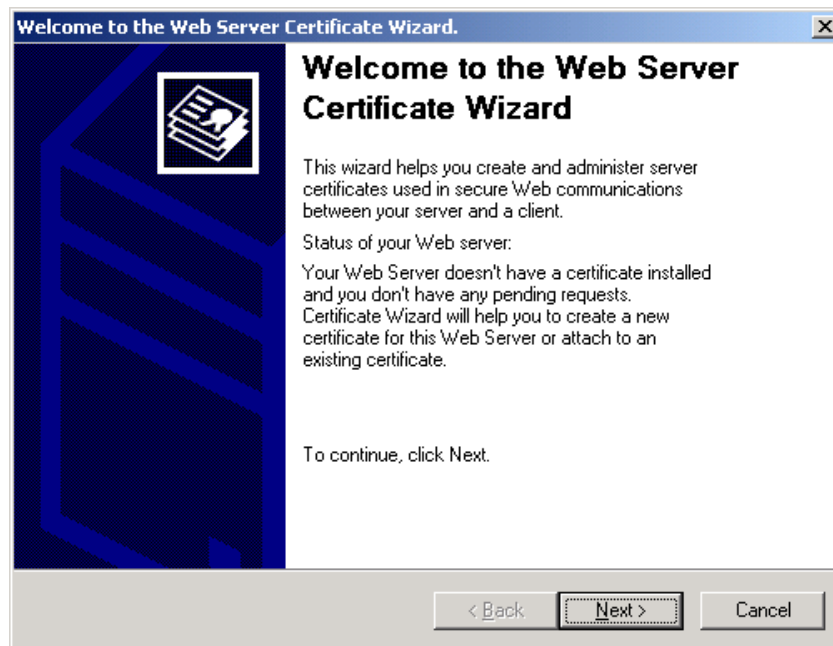 Welcome to the Web Server Certificate Wizard.
Welcome to the Web Server
Certificate Wizard
This wizard helps you create and administer server
certificates used in secure Web communications
between your server and a client.
Status of your Web server:
Your Web Server doesn't have a certificate installed
and you don't have any pending requests.
Certificate Wizard will help you to create a new
certificate for this Web Server or attach to an
existing certificate.
To continue, click Next.
< Back Next > Cancel